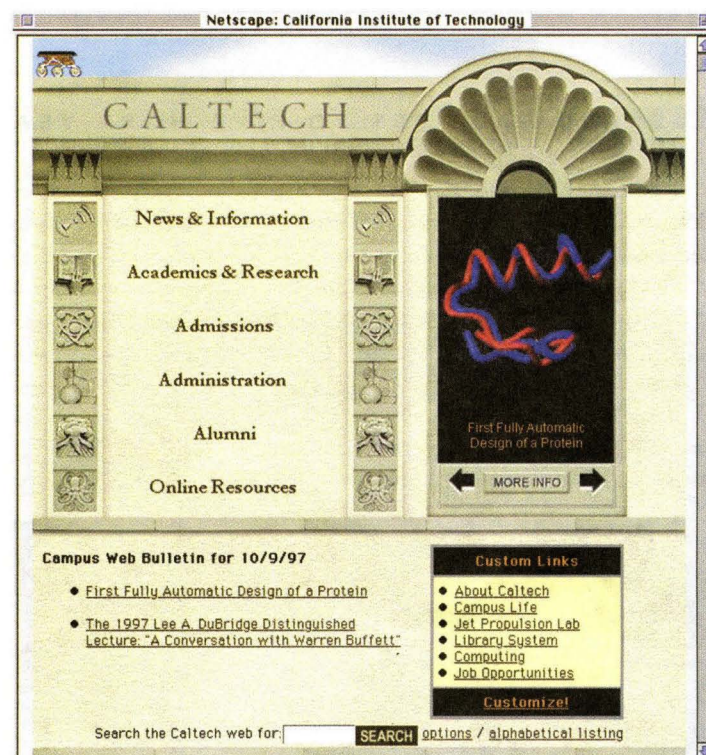 Netscape: California Institute of Technology
CALTECH
News & Information
Academics & Research
Admissions
Administration
Alumni
Online Resources
First Fully Automatic
Design of a Protein
MORE INFO
Campus Web Bulletin for 10/9/97
First Fully Automatic Design of a Protein
The 1997 Lee A. DuBridge Distinguished
Lecture: "A Conversation with Warren Buffett"
Custom Links
About Caltech
Campus Life
Jet Propulsion Lab
Library System
Computing
Job Opportunities
Customize!
Search the Caltech web for: SEARCH options / alphabetical listing